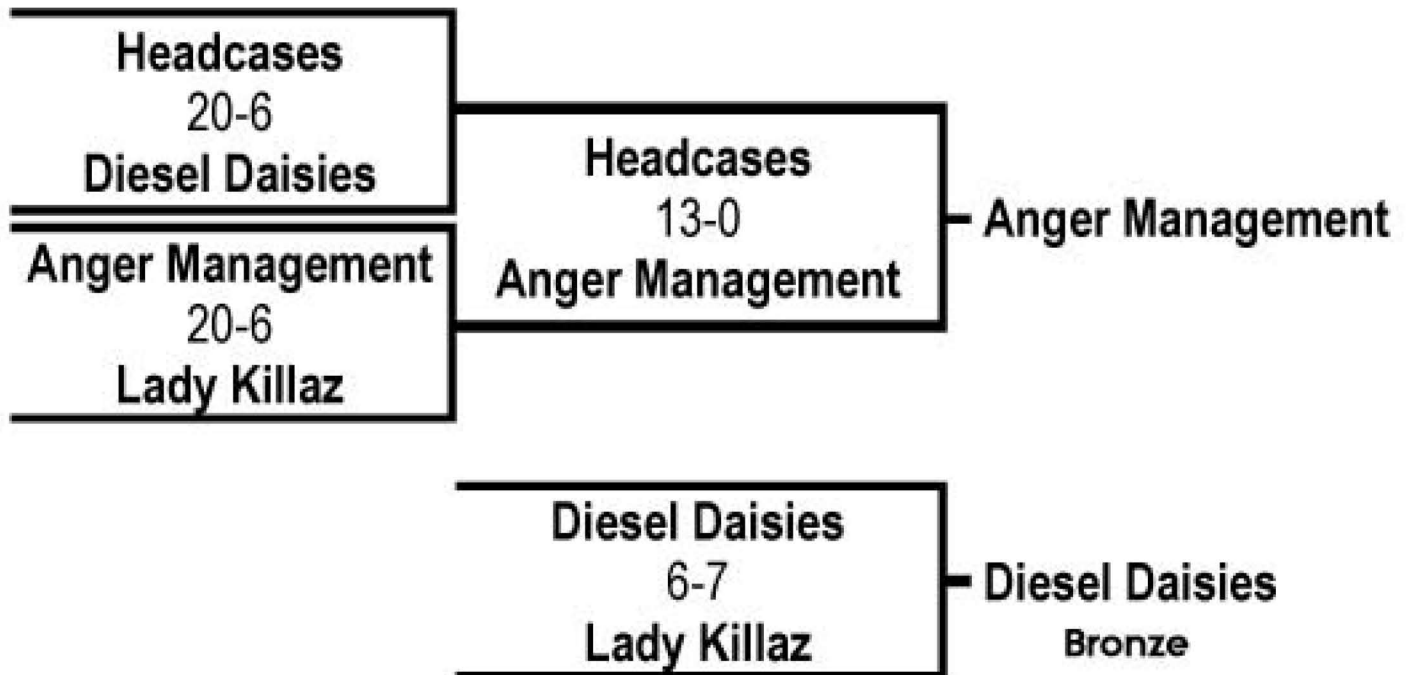 Headcases
20-6
Diesel Daisies
Anger Management
20-6
Lady Killaz
Headcases
13-0
Anger Management
Anger Management
Diesel Daisies
6-7
Lady Killaz
Diesel Daisies
Bronze